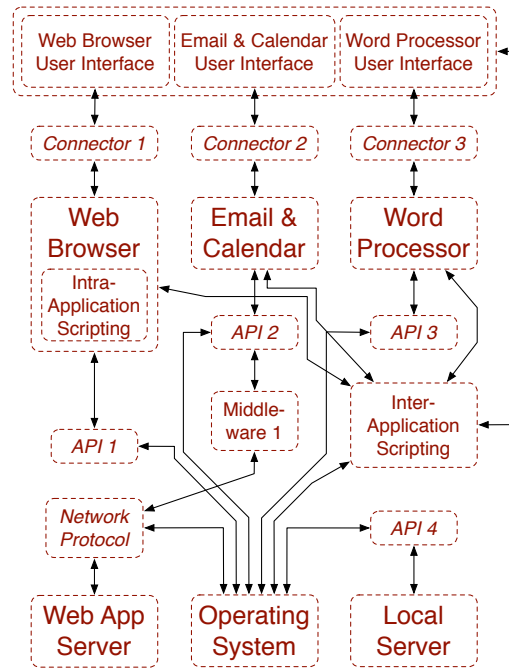 Web Browser
User Interface
Email & Calendar
User Interface
Word Processor
User Interface
Connector 1
Connector 2
Connector 3
Web
Browser
Email &
Calendar
Word
Processor
Intra-
Application
Scripting
API 2
API 3
Middle-
ware 1
Inter-
Application
Scripting
API 1
Network
Protocol
API 4
Web App
Server
Operating
System
Local
Server